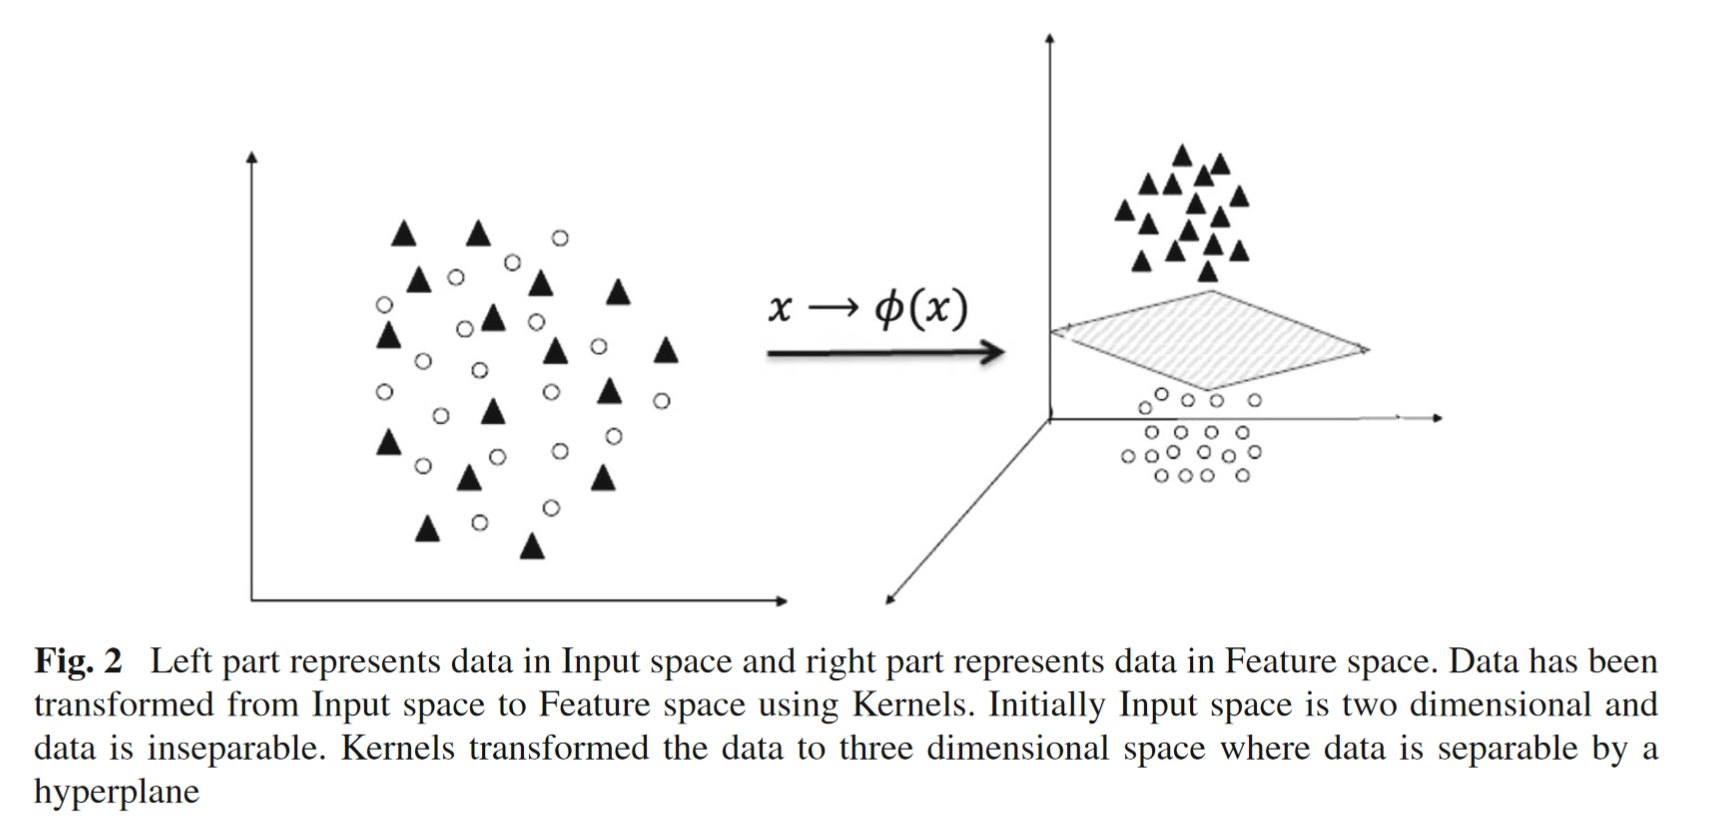 x → ϕ(x)
Fig. 2 Left part represents data in Input space and right part represents data in Feature space. Data has been
transformed from Input space to Feature space using Kernels. Initially Input space is two dimensional and
data is inseparable. Kernels transformed the data to three dimensional space where data is separable by a
hyperplane